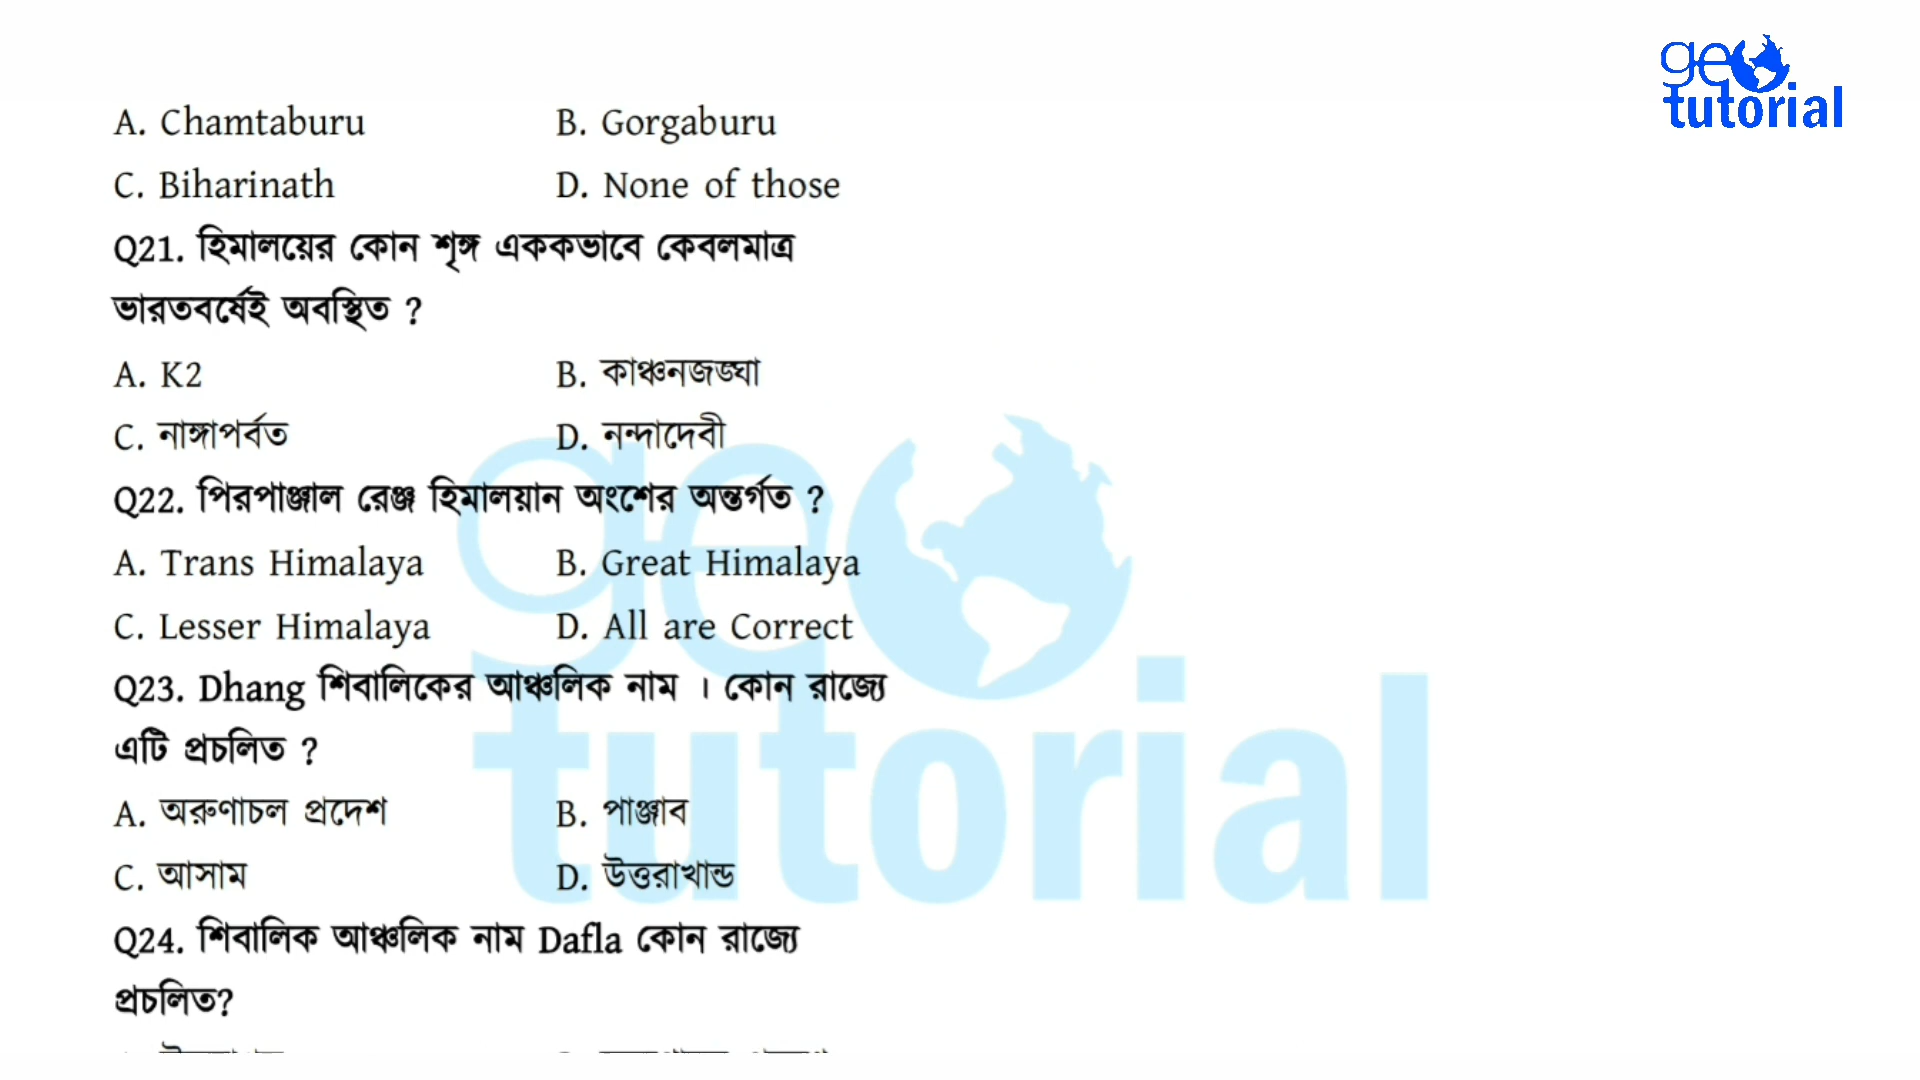 geo
tutorial
A. Chamtaburu B. Gorgaburu
C. Biharinath D. None of those
Q21. হিমালয়ের কোন শৃঙ্গ এককভাবে কেবলমাত্র
ভারতবর্ষেই অবস্থিত ?
A. K2 B. কাঞ্চনজঙ্ঘা
C. নাঙ্গাপর্বত D. নন্দাদেবী
Q22. পিরপাঞ্জাল রেঞ্জ হিমালয়ান অংশের অন্তর্গত ?
A. Trans Himalaya B. Great Himalaya
C. Lesser Himalaya D. All are Correct
Q23. Dhang শিবালিকের আঞ্চলিক নাম । কোন রাজ্যে
এটি প্রচলিত ?
A. অরুণাচল প্রদেশ B. পাঞ্জাব
C. আসাম D. উত্তরাখান্ড
Q24. শিবালিক আঞ্চলিক নাম Dafla কোন রাজ্যে
প্রচলিত?
geo
tutorial